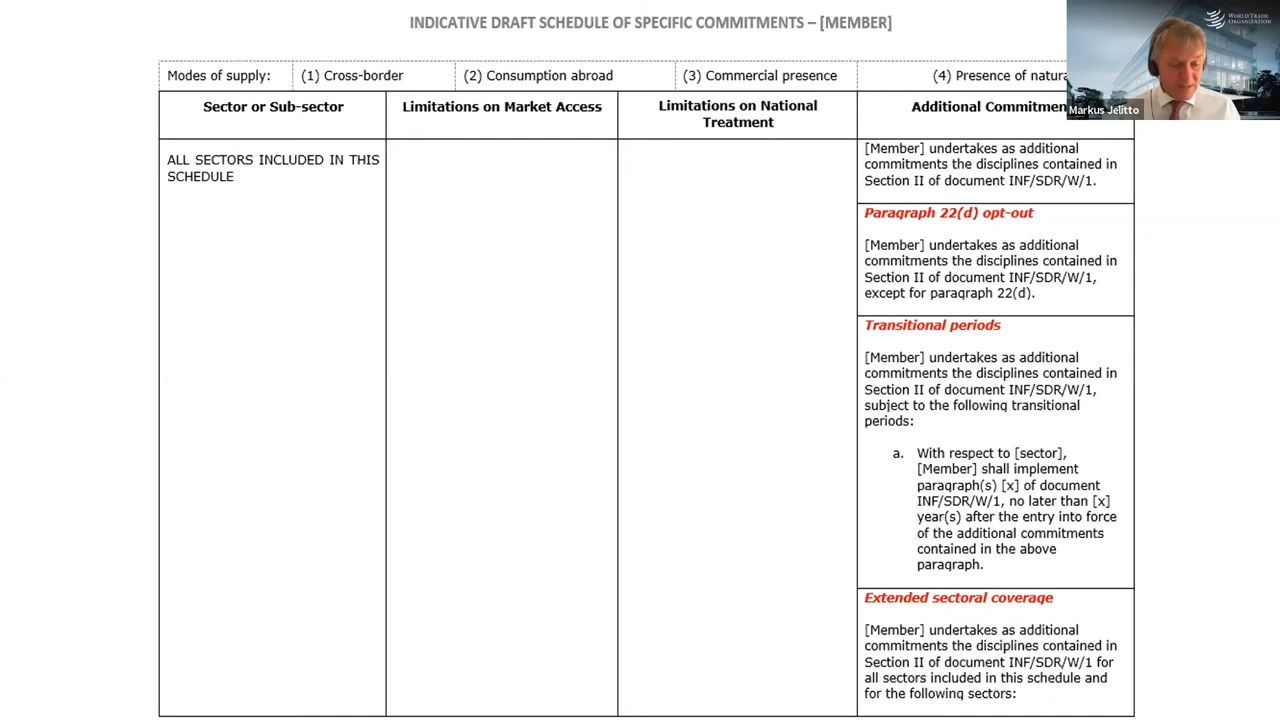 INDICATIVE DRAFT SCHEDULE OF SPECIFIC COMMITMENTS – [MEMBER]
WORLD TRADE
ORGANIZATION
Markus Jelitto
Modes of supply:
(1) Cross-border
(2) Consumption abroad
(3) Commercial presence
(4) Presence of natura
Sector or Sub-sector
Limitations on Market Access
Limitations on National
Treatment
Additional Commitmen
ALL SECTORS INCLUDED IN THIS
SCHEDULE
[Member] undertakes as additional
commitments the disciplines contained in
Section II of document INF/SDR/W/1.
Paragraph 22(d) opt-out
[Member] undertakes as additional
commitments the disciplines contained in
Section II of document INF/SDR/W/1,
except for paragraph 22(d).
Transitional periods
[Member] undertakes as additional
commitments the disciplines contained in
Section II of document INF/SDR/W/1,
subject to the following transitional
periods:
a. With respect to [sector],
[Member] shall implement
paragraph(s) [x] of document
INF/SDR/W/1, no later than [x]
year(s) after the entry into force
of the additional commitments
contained in the above
paragraph.
Extended sectoral coverage
[Member] undertakes as additional
commitments the disciplines contained in
Section II of document INF/SDR/W/1 for
all sectors included in this schedule and
for the following sectors: